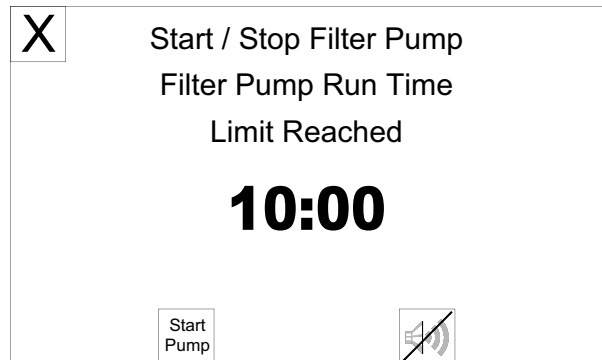 X
Start / Stop Filter Pump
Filter Pump Run Time
Limit Reached
10:00
Start
Pump